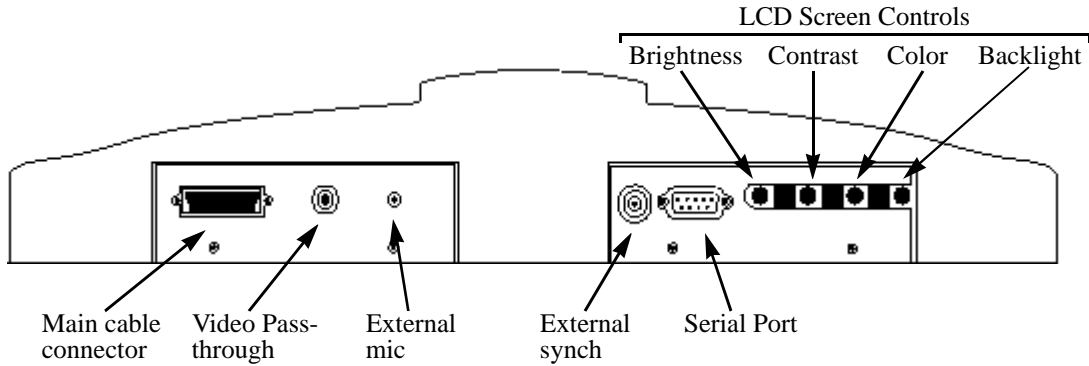 LCD Screen Controls
Brightness Contrast Color Backlight
Main cable
connector
Video Pass-
through
External
mic
External
synch
Serial Port